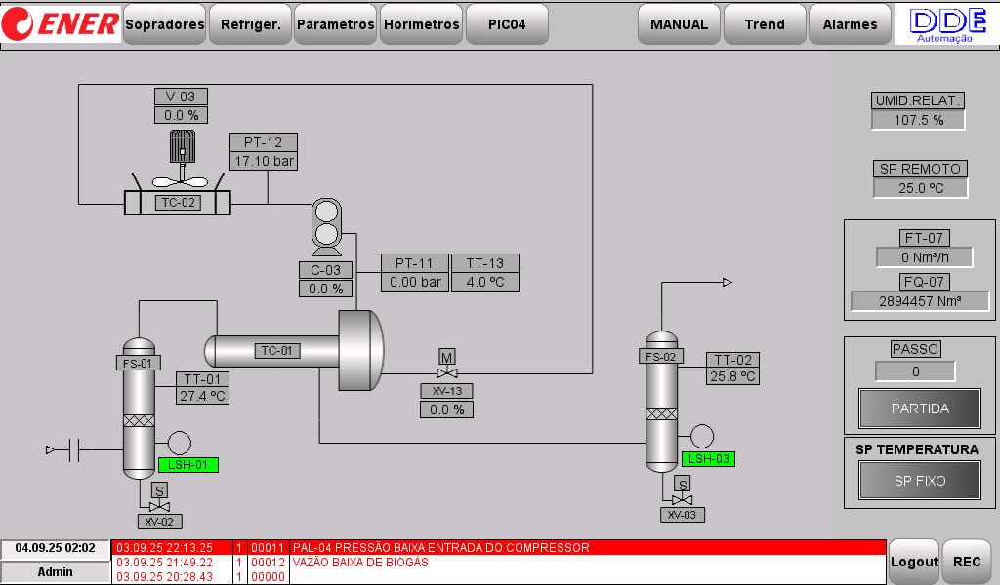 ENER
Sopradores
Refriger.
Parametros
Horimetros
PIC04
MANUAL
Trend
Alarmes
DDE
Automação
V-03
0.0 %
PT-12
17.10 bar
TC-02
UMID.RELAT.
107.5 %
SP REMOTO
25.0 ºC
FT-07
0 Nm³/h
FQ-07
2894457 Nm³
C-03
0.0 %
PT-11
0.00 bar
TT-13
4.0 ºC
TC-01
FS-01
TT-01
27.4 ºC
M
XV-13
0.0 %
FS-02
TT-02
25.8 ºC
PASSO
0
PARTIDA
SP TEMPERATURA
SP FIXO
LSH-01
S
XV-02
LSH-03
S
XV-03
04.09.25 02:02
Admin
03.09.25 22:13.25 1 00011 PAL-04 PRESSÃO BAIXA ENTRADA DO COMPRESSOR
03.09.25 21:49.22 1 00012 VAZÃO BAIXA DE BIOGÁS
03.09.25 20:28.43 1 00000
Logout
REC